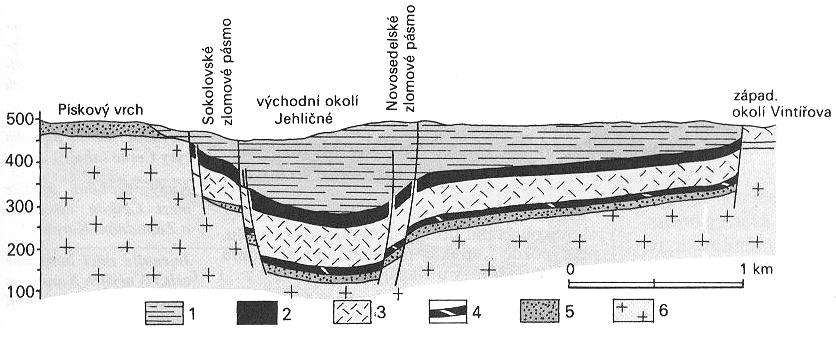 Pískový vrch
Sokolovské
zlomové pásmo
východní okolí
Jehličné
Novosedelské
zlomové pásmo
západ.
okolí Vintířova
500
400
300
200
100
0
1 km
1
2
3
4
5
6